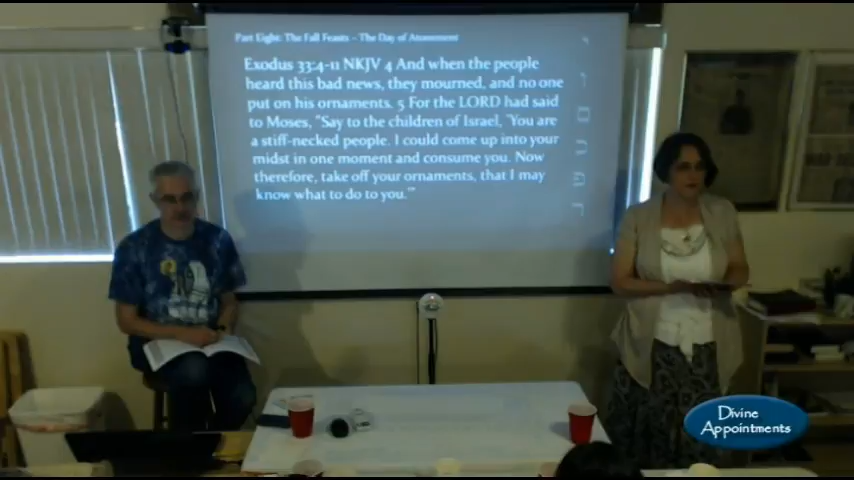 Part Eight: The Fall Feasts – The Day of Atonement
Exodus 33:4-11 NKJV 4 And when the people
heard this bad news, they mourned, and no one
put on his ornaments. 5 For the LORD had said
to Moses, "Say to the children of Israel, 'You are
a stiff-necked people. I could come up into your
midst in one moment and consume you. Now
therefore, take off your ornaments, that I may
know what to do to you.'"
Divine
Appointments